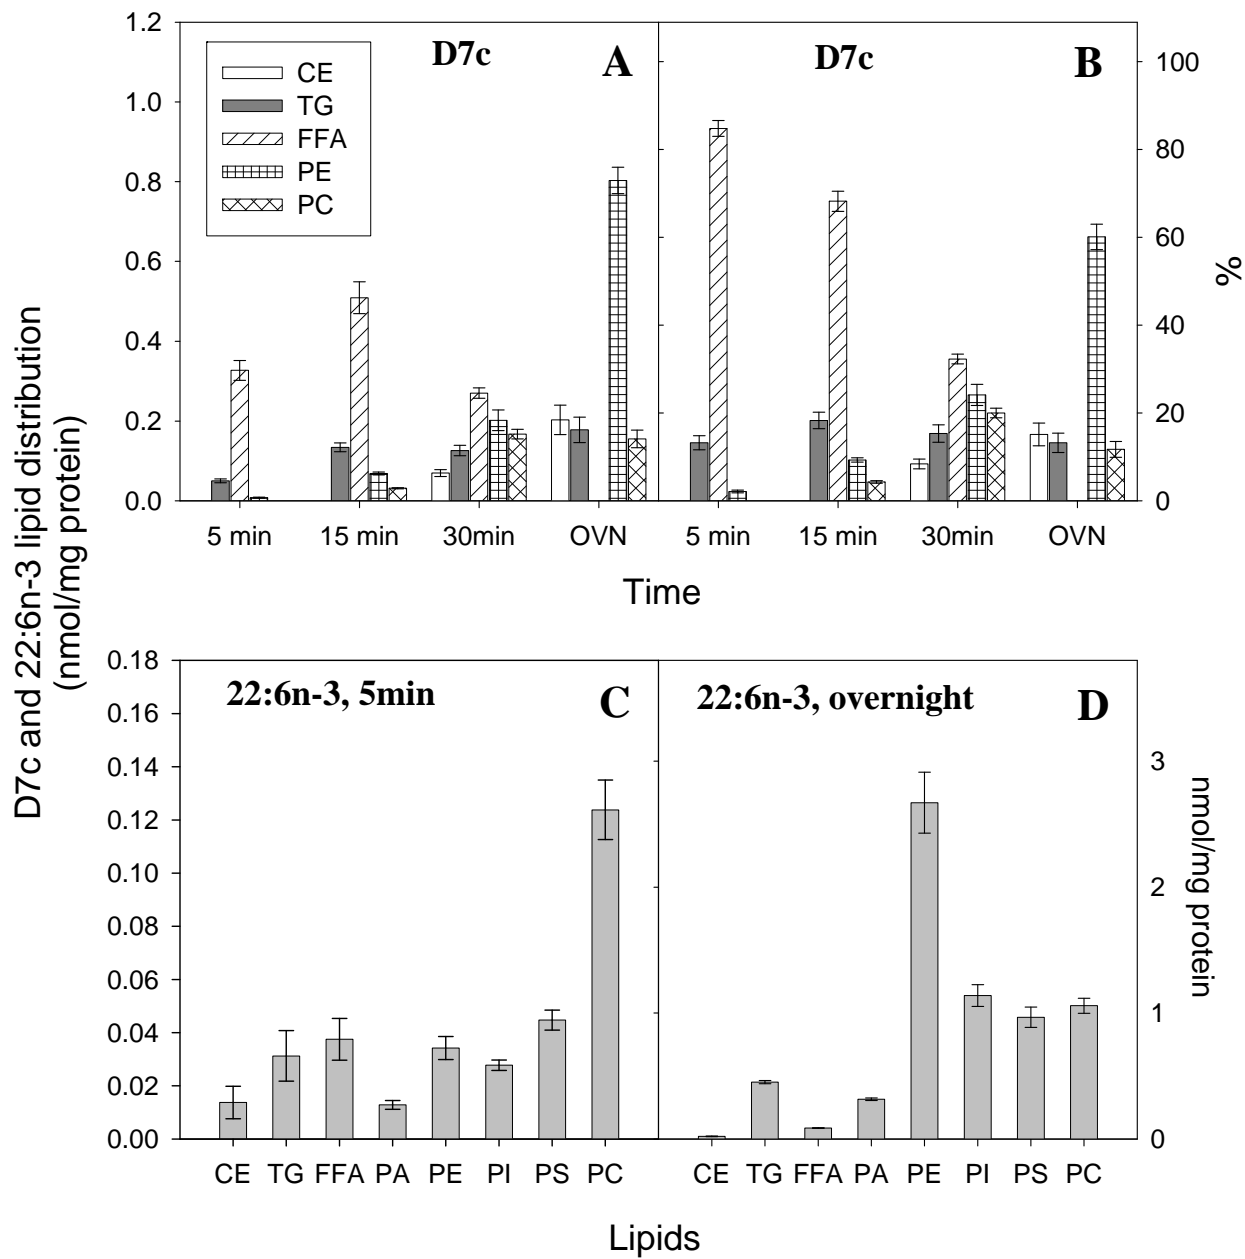 D7c and 22:6n-3 lipid distribution
(nmol/mg protein)
1.2
1.0
0.8
0.6
0.4
0.2
0.0
CE
TG
FFA
PE
PC
D7c
A
5 min
15 min
30min
OVN
D7c
B
100
80
60
40
20
0
%
5 min
15 min
30min
OVN
Time
0.18
0.16
0.14
0.12
0.10
0.08
0.06
0.04
0.02
0.00
22:6n-3, 5min
C
CE TG FFA PA PE PI PS PC
22:6n-3, overnight
D
3
2
1
0
nmol/mg protein
CE TG FFA PA PE PI PS PC
Lipids